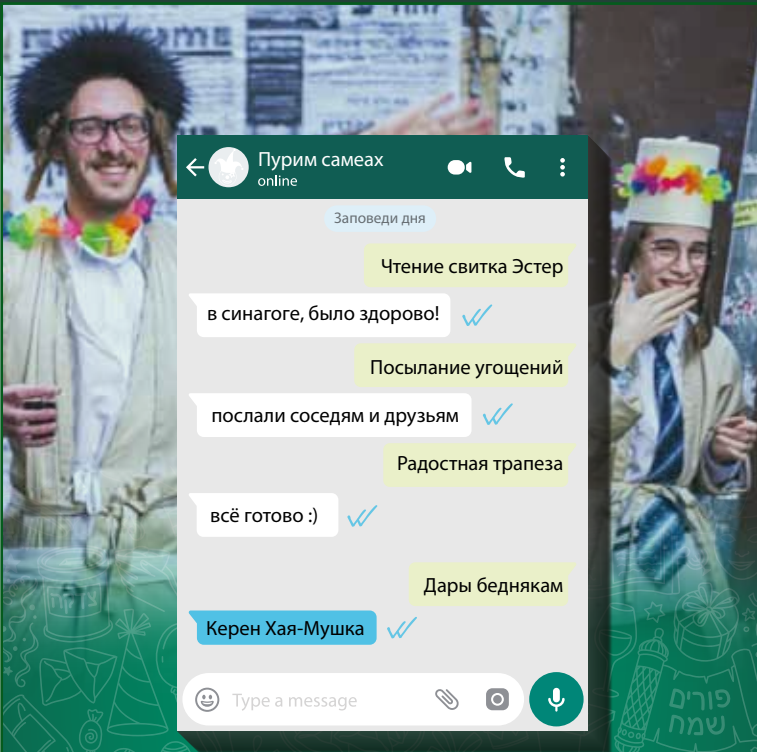 Пурим самеах
online
Заповеди дня
Чтение свитка Эстер
в синагоге, было здорово!
Посылание угощений
послали соседям и друзьям
Радостная трапеза
всё готово :)
Дары беднякам
Керен Хая-Мушка
Type a message
פורים
שמח